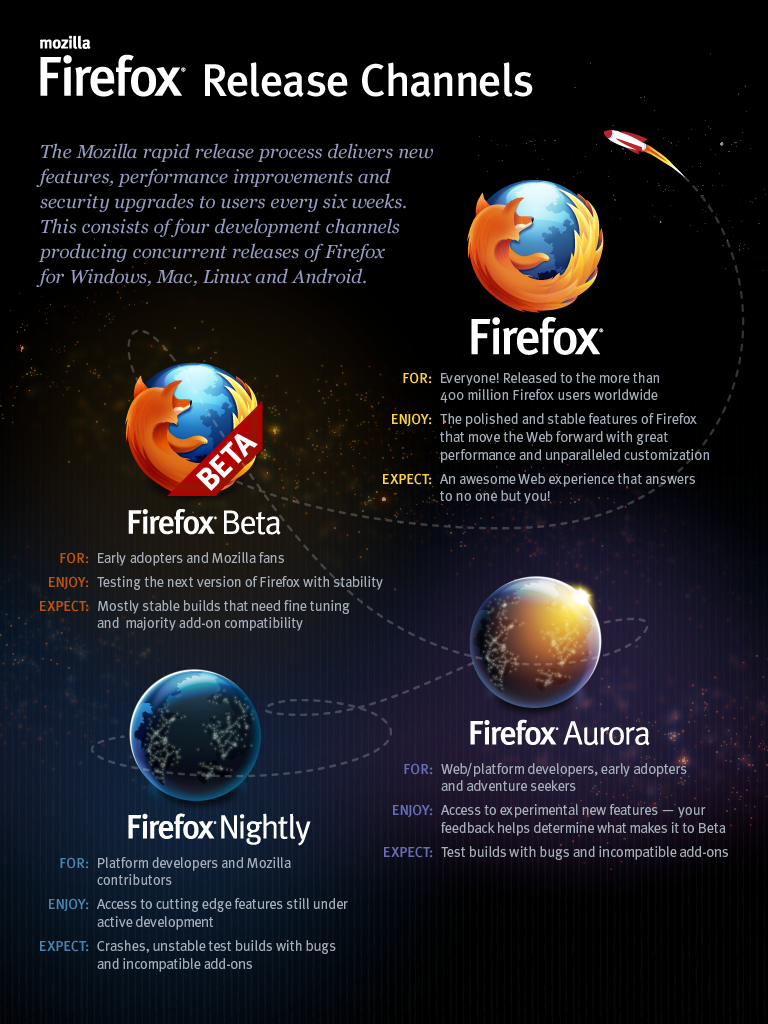 mozilla
Firefox® Release Channels
The Mozilla rapid release process delivers new
features, performance improvements and
security upgrades to users every six weeks.
This consists of four development channels
producing concurrent releases of Firefox
for Windows, Mac, Linux and Android.
Firefox®
FOR: Everyone! Released to the more than
400 million Firefox users worldwide
ENJOY: The polished and stable features of Firefox
that move the Web forward with great
performance and unparalleled customization
EXPECT: An awesome Web experience that answers
to no one but you!
BETA
Firefox® Beta
FOR: Early adopters and Mozilla fans
ENJOY: Testing the next version of Firefox with stability
EXPECT: Mostly stable builds that need fine tuning
and majority add-on compatibility
Firefox® Aurora
FOR: Web/platform developers, early adopters
and adventure seekers
ENJOY: Access to experimental new features — your
feedback helps determine what makes it to Beta
EXPECT: Test builds with bugs and incompatible add-ons
Firefox® Nightly
FOR: Platform developers and Mozilla
contributors
ENJOY: Access to cutting edge features still under
active development
EXPECT: Crashes, unstable test builds with bugs
and incompatible add-ons